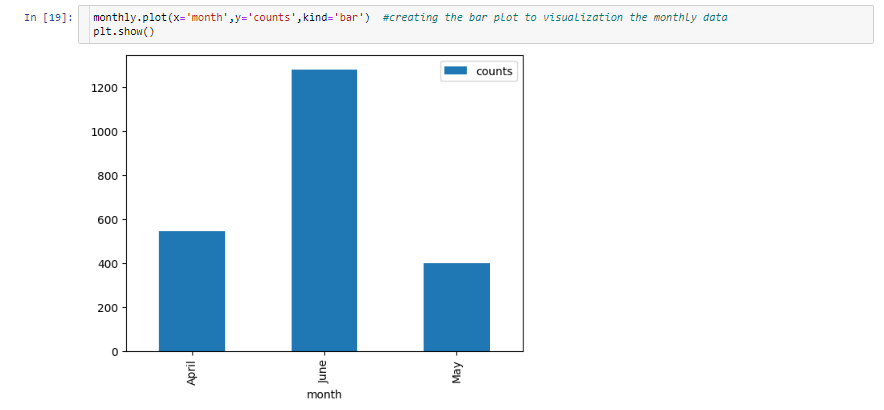 In [19]: monthly.plot(x='month',y='counts',kind='bar')  #creating the bar plot to visualization the monthly data
plt.show()
counts
1200
1000
800
600
400
200
0
April
June
May
month